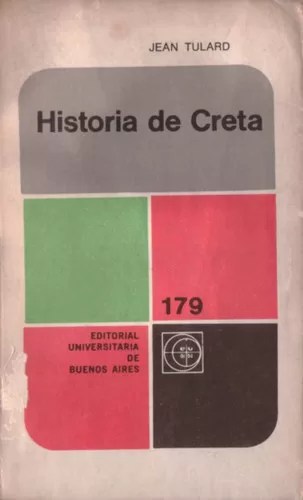 JEAN TULARD
Historia de Creta
179
EDITORIAL
UNIVERSITARIA
DE
BUENOS AIRES